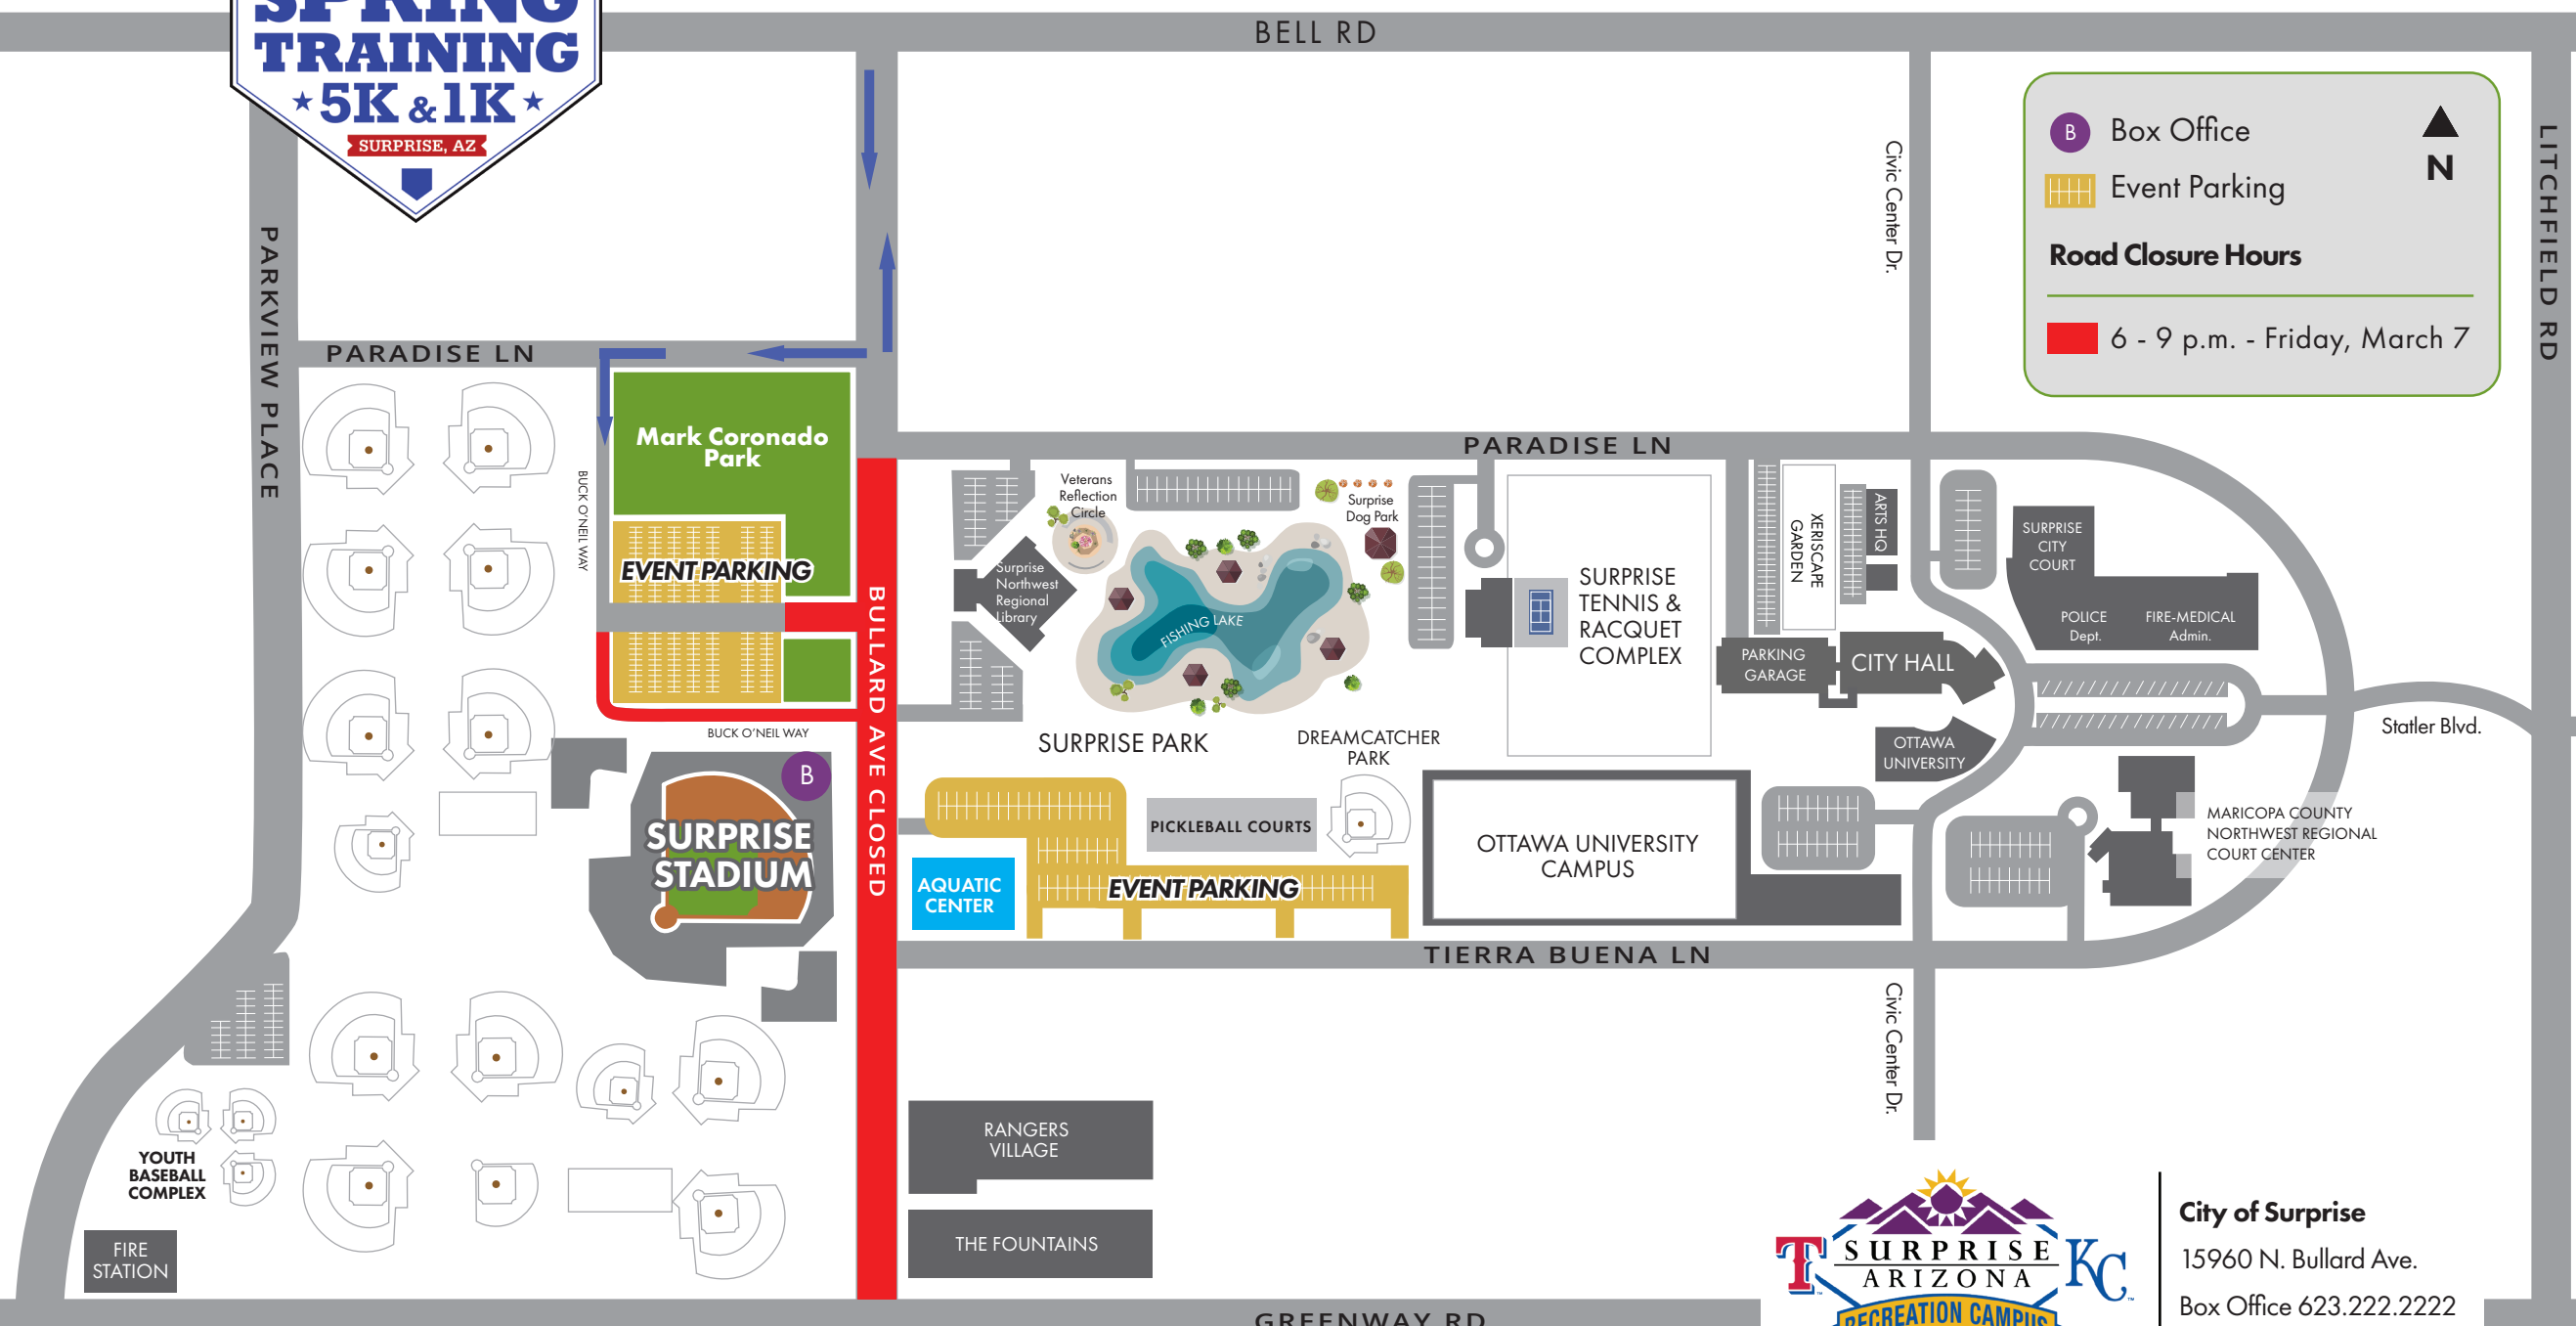 SPRING
TRAINING
5K & 1K
SURPRISE, AZ
BELL RD
Civic Center Dr.
LITCHFIELD RD
B Box Office
N
Event Parking
Road Closure Hours
6 - 9 p.m. - Friday, March 7
PARKVIEW PLACE
PARADISE LN
Mark Coronado
Park
BUCK O'NEIL WAY
EVENT PARKING
BULLARD AVE CLOSED
BUCK O'NEIL WAY
B
SURPRISE
STADIUM
PARADISE LN
Veterans
Reflection
Circle
Surprise
Northwest
Regional
Library
FISHING LAKE
Surprise
Dog Park
SURPRISE PARK
DREAMCATCHER
PARK
SURPRISE
TENNIS &
RACQUET
COMPLEX
XERISCAPE
GARDEN
ARTS HQ
PARKING
GARAGE
CITY HALL
SURPRISE
CITY
COURT
POLICE
Dept.
FIRE-MEDICAL
Admin.
Statler Blvd.
OTTAWA
UNIVERSITY
MARICOPA COUNTY
NORTHWEST REGIONAL
COURT CENTER
PICKLEBALL COURTS
AQUATIC
CENTER
EVENT PARKING
OTTAWA UNIVERSITY
CAMPUS
TIERRA BUENA LN
Civic Center Dr.
RANGERS
VILLAGE
THE FOUNTAINS
YOUTH
BASEBALL
COMPLEX
FIRE
STATION
GREENWAY RD
T
SURPRISE
ARIZONA
KC
RECREATION CAMPUS
City of Surprise
15960 N. Bullard Ave.
Box Office 623.222.2222